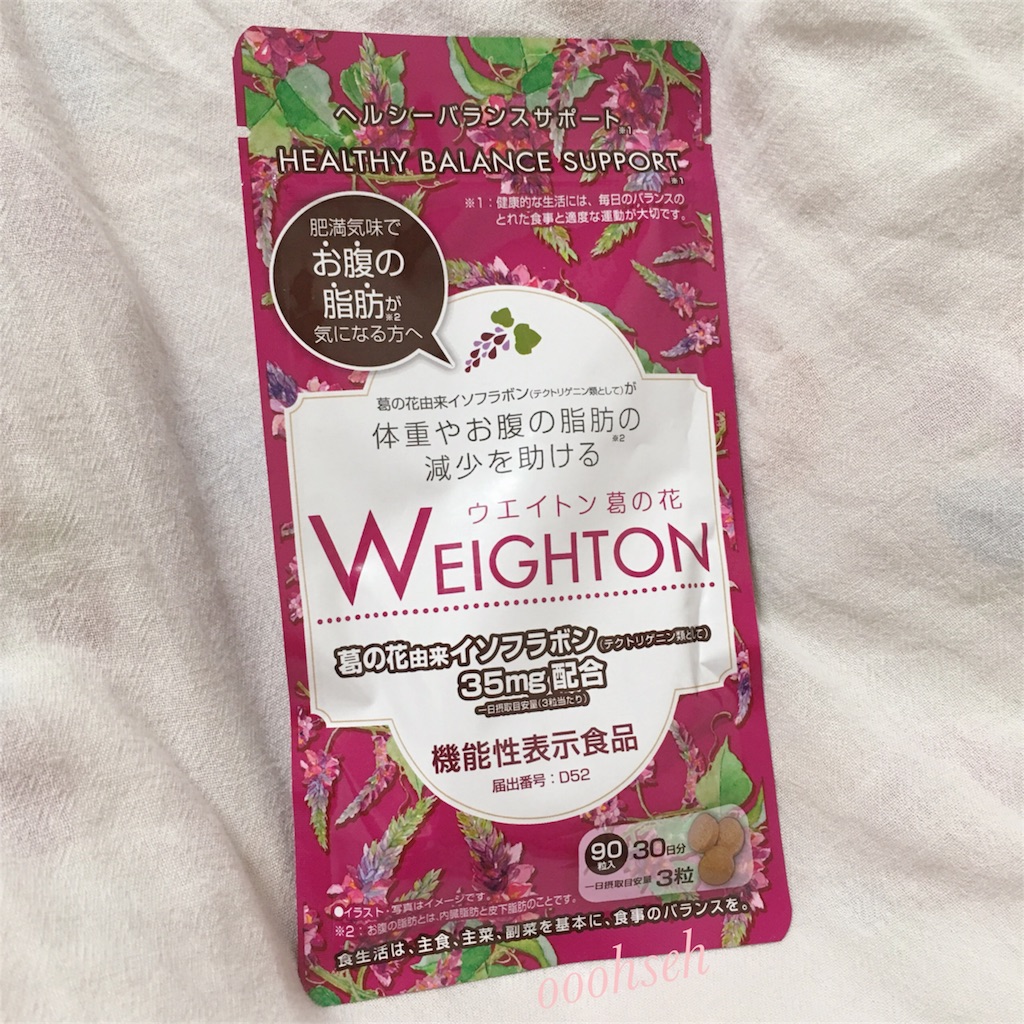 ヘルシーバランスサポート※1
HEALTHY BALANCE SUPPORT※1
※1：健康的な生活には、毎日のバランスの
とれた食事と適度な運動が大切です。
肥満気味で
お腹の
脂肪が※2
気になる方へ
葛の花由来イソフラボン(テクトリゲニン類として)が
体重やお腹の脂肪の※2
減少を助ける
ウエイトン 葛の花
WEIGHTON
葛の花由来イソフラボン(テクトリゲニン類として)
35mg配合
一日摂取目安量(3粒当たり)
機能性表示食品
届出番号：D52
90粒入 30日分
一日摂取目安量 3粒
●イラスト・写真はイメージです。
※2：お腹の脂肪とは、内臓脂肪と皮下脂肪のことです。
食生活は、主食、主菜、副菜を基本に、食事のバランスを。
ooohseh